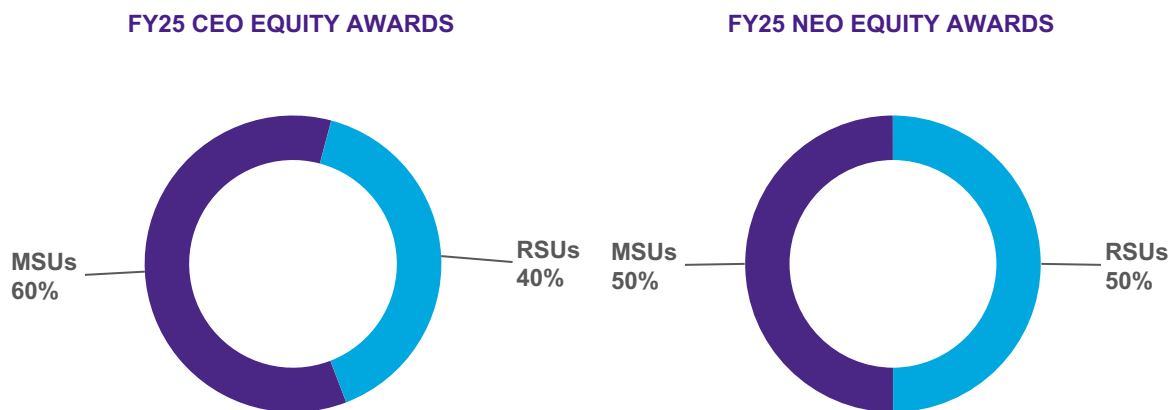 FY25 CEO EQUITY AWARDS
MSUs
60%
RSUs
40%
FY25 NEO EQUITY AWARDS
MSUs
50%
RSUs
50%